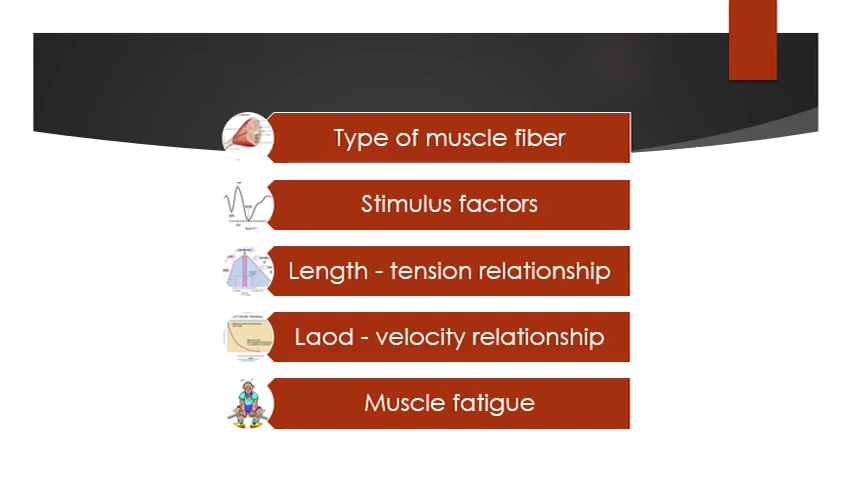 Type of muscle fiber
Stimulus factors
Length - tension relationship
Laod - velocity relationship
Muscle fatigue